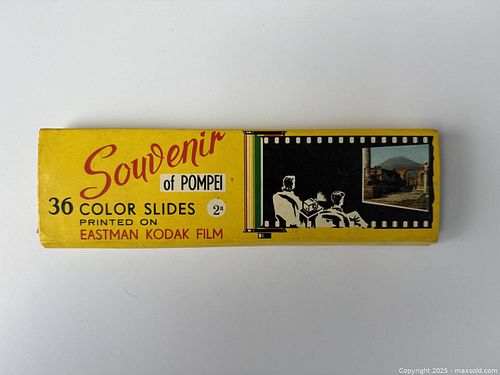 Souvenir
of POMPEI
36 COLOR SLIDES 2ª
PRINTED ON
EASTMAN KODAK FILM
Copyright 2025 - maxsold.com